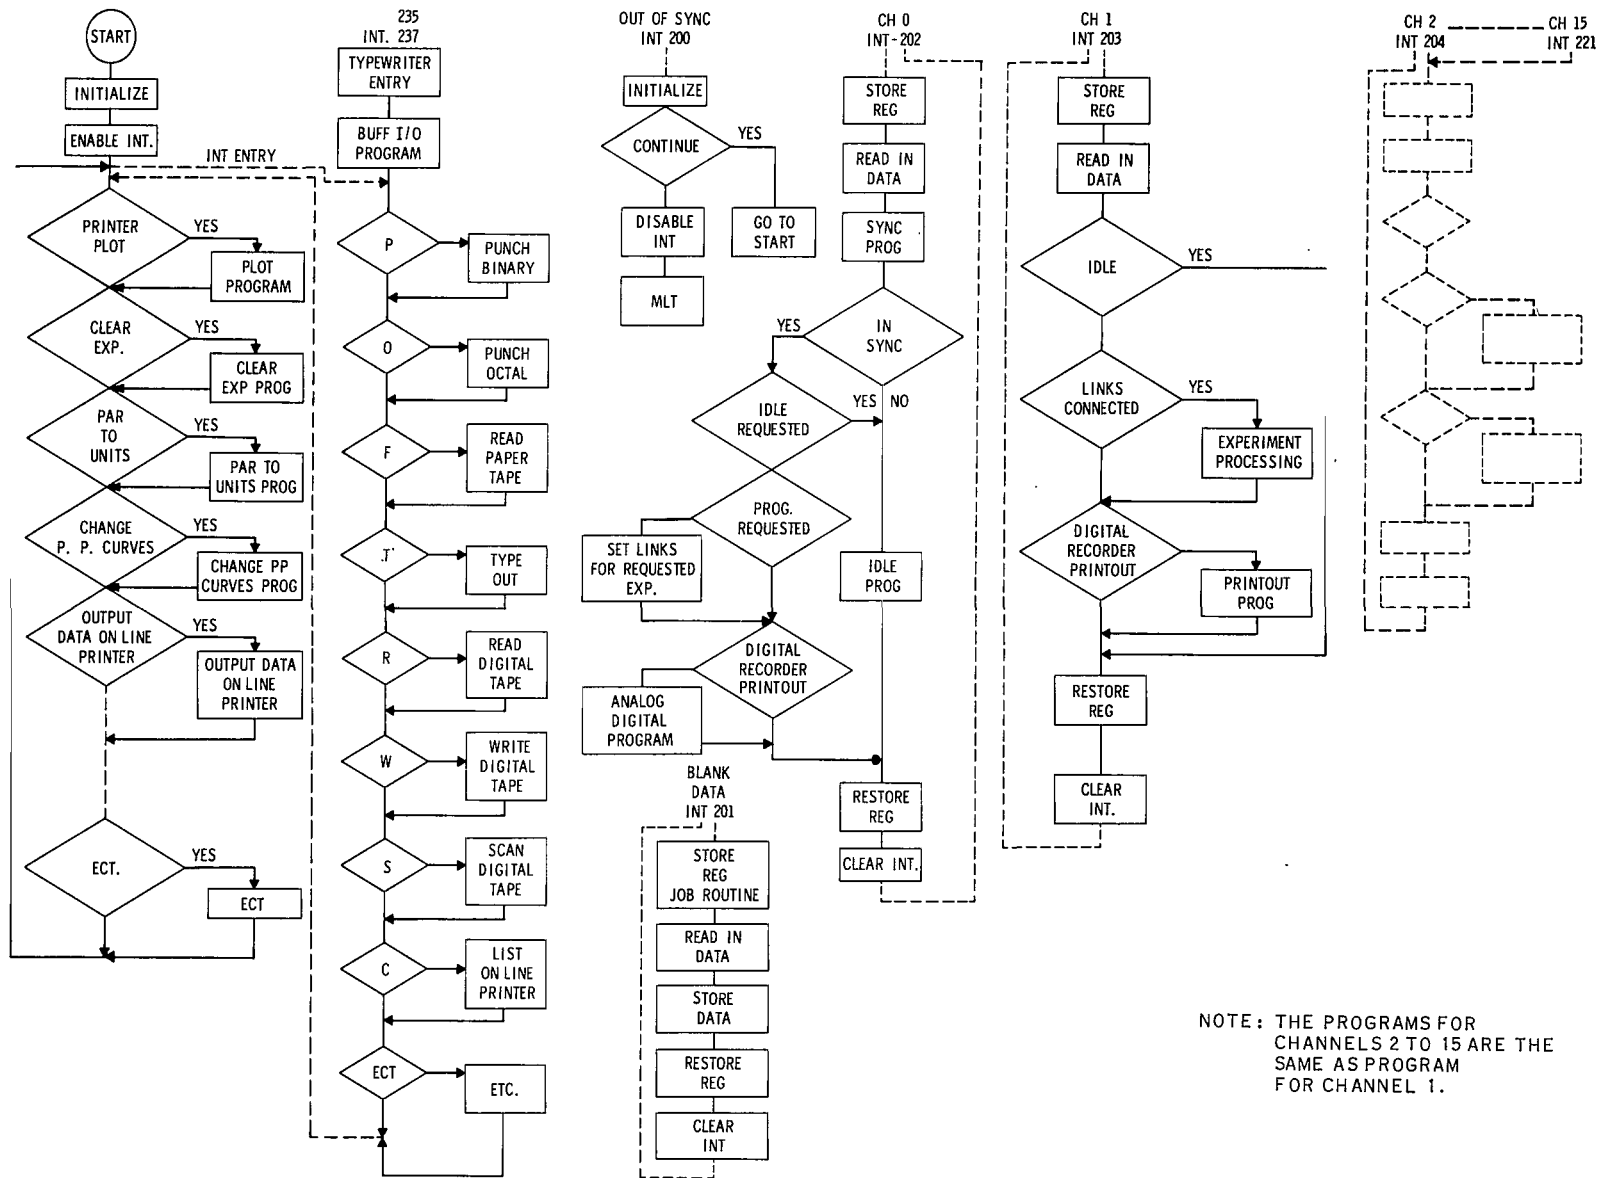 START
INITIALIZE
ENABLE INT.
INT ENTRY
PRINTER
PLOT
YES
PLOT
PROGRAM
CLEAR
EXP.
YES
CLEAR
EXP PROG
PAR
TO
UNITS
YES
PAR TO
UNITS PROG
CHANGE
P. P. CURVES
YES
CHANGE PP
CURVES PROG
OUTPUT
DATA ON LINE
PRINTER
YES
OUTPUT DATA
ON LINE
PRINTER
ECT.
YES
ECT
235
INT. 237
TYPEWRITER
ENTRY
BUFF I/O
PROGRAM
P
PUNCH
BINARY
O
PUNCH
OCTAL
F
READ
PAPER
TAPE
T
TYPE
OUT
R
READ
DIGITAL
TAPE
W
WRITE
DIGITAL
TAPE
S
SCAN
DIGITAL
TAPE
C
LIST
ON LINE
PRINTER
ECT
ETC.
OUT OF SYNC
INT 200
INITIALIZE
CONTINUE
YES
DISABLE
INT
GO TO
START
MLT
CH 0
INT-202
STORE
REG
READ IN
DATA
SYNC
PROG
IN
SYNC
YES
IDLE
REQUESTED
YES
NO
PROG.
REQUESTED
SET LINKS
FOR REQUESTED
EXP.
IDLE
PROG
DIGITAL
RECORDER
PRINTOUT
ANALOG
DIGITAL
PROGRAM
RESTORE
REG
CLEAR INT.
BLANK
DATA
INT 201
STORE
REG
JOB ROUTINE
READ IN
DATA
STORE
DATA
RESTORE
REG
CLEAR
INT
CH 1
INT 203
STORE
REG
READ IN
DATA
IDLE
YES
LINKS
CONNECTED
YES
EXPERIMENT
PROCESSING
DIGITAL
RECORDER
PRINTOUT
PRINTOUT
PROG
RESTORE
REG
CLEAR
INT.
CH 2
INT 204
CH 15
INT 221
NOTE: THE PROGRAMS FOR
CHANNELS 2 TO 15 ARE THE
SAME AS PROGRAM
FOR CHANNEL 1.